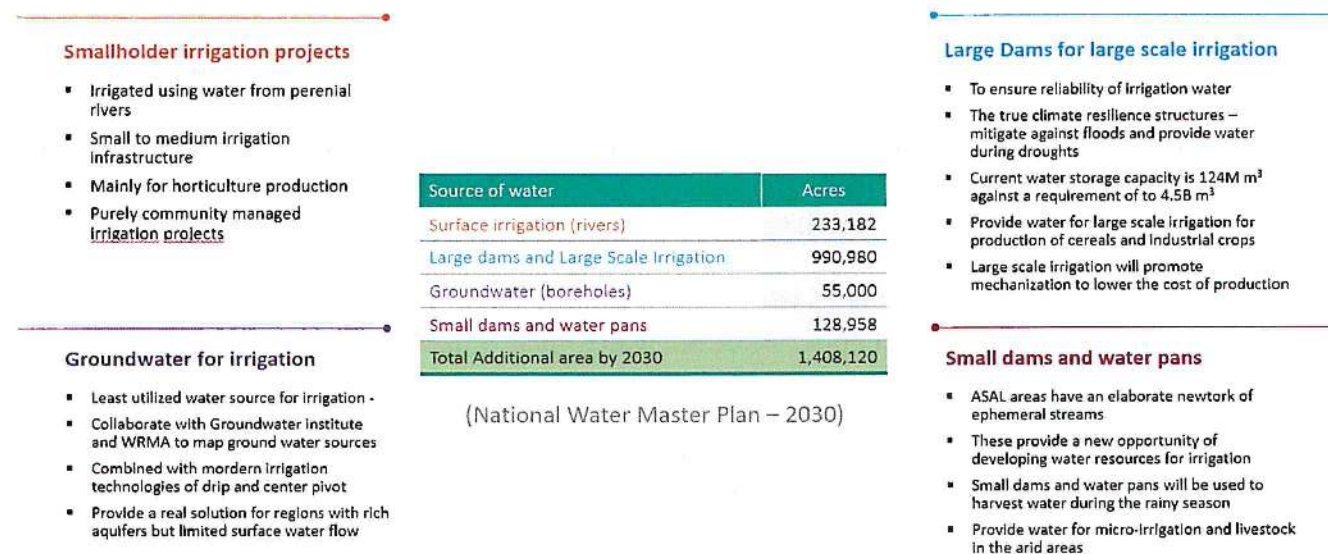 Smallholder irrigation projects
▪ Irrigated using water from perenial
rivers
▪ Small to medium irrigation
infrastructure
▪ Mainly for horticulture production
▪ Purely community managed
irrigation projects
Groundwater for irrigation
▪ Least utilized water source for irrigation -
▪ Collaborate with Groundwater institute
and WRMA to map ground water sources
▪ Combined with mordern irrigation
technologies of drip and center pivot
▪ Provide a real solution for regions with rich
aquifers but limited surface water flow
Source of water Acres
Surface irrigation (rivers) 233,182
Large dams and Large Scale Irrigation 990,980
Groundwater (boreholes) 55,000
Small dams and water pans 128,958
Total Additional area by 2030 1,408,120
(National Water Master Plan – 2030)
Large Dams for large scale irrigation
▪ To ensure reliability of irrigation water
▪ The true climate resilience structures –
mitigate against floods and provide water
during droughts
▪ Current water storage capacity is 124M m³
against a requirement of to 4.5B m³
▪ Provide water for large scale irrigation for
production of cereals and industrial crops
▪ Large scale irrigation will promote
mechanization to lower the cost of production
Small dams and water pans
▪ ASAL areas have an elaborate newtork of
ephemeral streams
▪ These provide a new opportunity of
developing water resources for irrigation
▪ Small dams and water pans will be used to
harvest water during the rainy season
▪ Provide water for micro-irrigation and livestock
in the arid areas